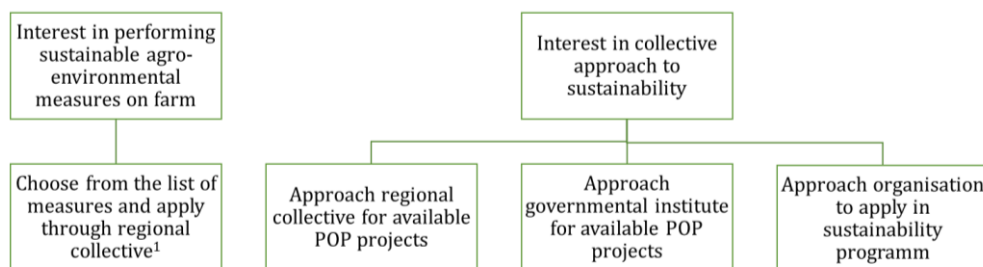 Interest in performing
sustainable agro-
environmental
measures on farm
Interest in collective
approach to
sustainability
Choose from the list of
measures and apply
through regional
collective¹
Approach regional
collective for available
POP projects
Approach
governmental institute
for available POP
projects
Approach organisation
to apply in
sustainability
programm